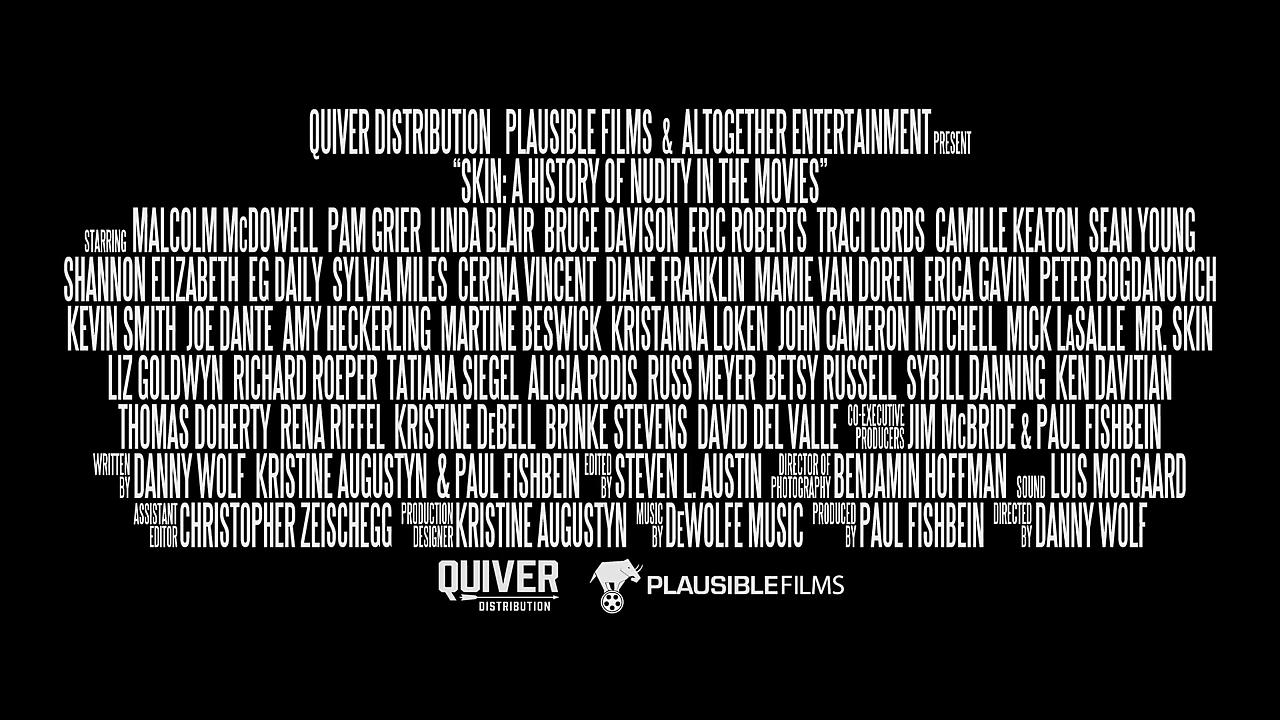 QUIVER DISTRIBUTION PLAUSIBLE FILMS & ALTOGETHER ENTERTAINMENT PRESENT
“SKIN: A HISTORY OF NUDITY IN THE MOVIES”
STARRING MALCOLM McDOWELL PAM GRIER LINDA BLAIR BRUCE DAVISON ERIC ROBERTS TRACI LORDS CAMILLE KEATON SEAN YOUNG
SHANNON ELIZABETH EG DAILY SYLVIA MILES CERINA VINCENT DIANE FRANKLIN MAMIE VAN DOREN ERICA GAVIN PETER BOGDANOVICH
KEVIN SMITH JOE DANTE AMY HECKERLING MARTINE BESWICK KRISTANNA LOKEN JOHN CAMERON MITCHELL MICK LaSALLE MR. SKIN
LIZ GOLDWYN RICHARD ROEPER TATIANA SIEGEL ALICIA RODIS RUSS MEYER BETSY RUSSELL SYBILL DANNING KEN DAVITIAN
THOMAS DOHERTY RENA RIFFEL KRISTINE DeBELL BRINKE STEVENS DAVID DEL VALLE CO-EXECUTIVE PRODUCERS JIM McBRIDE & PAUL FISHBEIN
WRITTEN BY DANNY WOLF KRISTINE AUGUSTYN & PAUL FISHBEIN EDITED BY STEVEN L. AUSTIN DIRECTOR OF PHOTOGRAPHY BENJAMIN HOFFMAN SOUND LUIS MOLGAARD
ASSISTANT EDITOR CHRISTOPHER ZEISCHEGG PRODUCTION DESIGNER KRISTINE AUGUSTYN MUSIC BY DeWOLFE MUSIC PRODUCED BY PAUL FISHBEIN DIRECTED BY DANNY WOLF
QUIVER DISTRIBUTION PLAUSIBLEFILMS